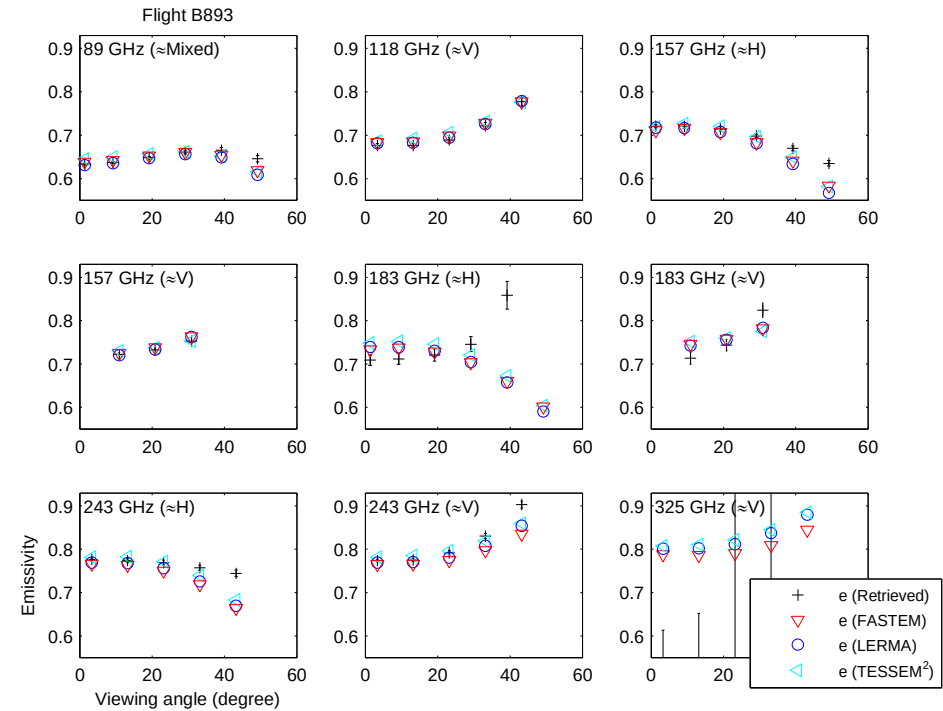 Flight B893
89 GHz (≈Mixed)
0.9
0.8
0.7
0.6
0 20 40 60
118 GHz (≈V)
0.9
0.8
0.7
0.6
0 20 40 60
157 GHz (≈H)
0.9
0.8
0.7
0.6
0 20 40 60
157 GHz (≈V)
0.9
0.8
0.7
0.6
0 20 40 60
183 GHz (≈H)
0.9
0.8
0.7
0.6
0 20 40 60
183 GHz (≈V)
0.9
0.8
0.7
0.6
0 20 40 60
243 GHz (≈H)
0.9
0.8
0.7
0.6
0 20 40 60
Emissivity
Viewing angle (degree)
243 GHz (≈V)
0.9
0.8
0.7
0.6
0 20 40 60
325 GHz (≈V)
0.9
0.8
0.7
0.6
0
e (Retrieved)
e (FASTEM)
e (LERMA)
e (TESSEM²)